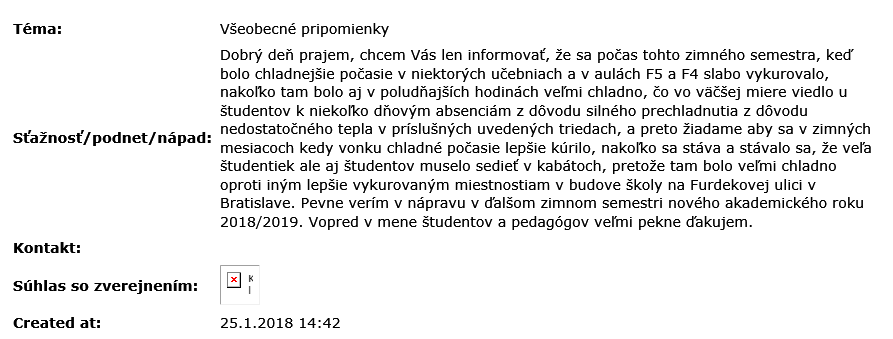 Téma: Všeobecné pripomienky
Dobrý deň prajem, chcem Vás len informovať, že sa počas tohto zimného semestra, keď
bolo chladnejšie počasie v niektorých učebniach a v aulách F5 a F4 slabo vykurovalo,
nakoľko tam bolo aj v poludňajších hodinách veľmi chladno, čo vo väčšej miere viedlo u
študentov k niekoľko dňovým absenciám z dôvodu silného prechladnutia z dôvodu
Sťažnosť/podnet/nápad: nedostatočného tepla v príslušných uvedených triedach, a preto žiadame aby sa v zimných
mesiacoch kedy vonku chladné počasie lepšie kúrilo, nakoľko sa stáva a stávalo sa, že veľa
študentiek ale aj študentov muselo sedieť v kabátoch, pretože tam bolo veľmi chladno
oproti iným lepšie vykurovaným miestnostiam v budove školy na Furdekovej ulici v
Bratislave. Pevne verím v nápravu v ďalšom zimnom semestri nového akademického roku
2018/2019. Vopred v mene študentov a pedagógov veľmi pekne ďakujem.
Kontakt:
Súhlas so zverejnením:
Created at: 25.1.2018 14:42